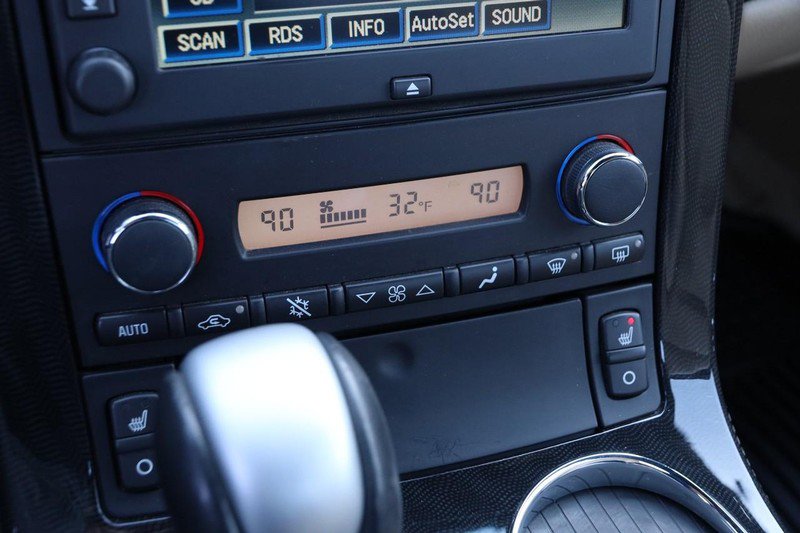 SCAN RDS INFO AutoSet SOUND
90 32°F 90
AUTO